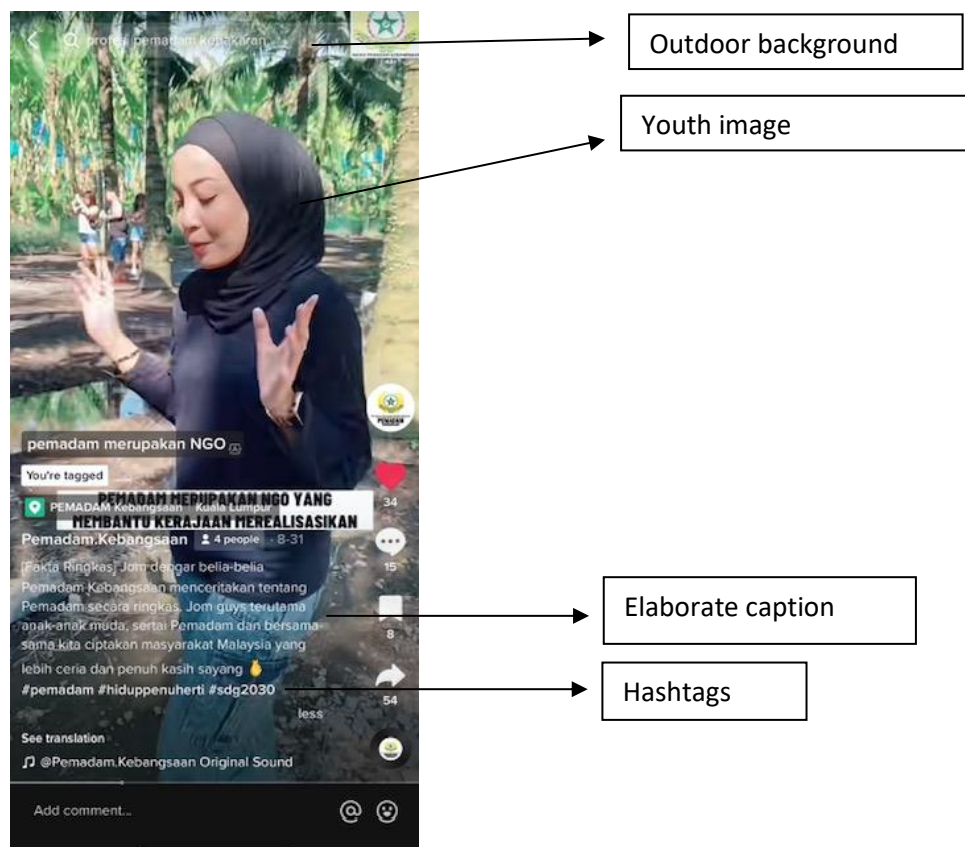 profesi pemadam kebakaran
Outdoor background
Youth image
PEMADAM
pemadam merupakan NGO
You're tagged
PEMADAM MERUPAKAN NGO YANG
MEMBANTU KERAJAAN MEREALISASIKAN
PEMADAM Kebangsaan Kuala Lumpur
34
Pemadam.Kebangsaan 4 people · 8-31
[Fakta Ringkas] Jom dengar belia-belia
Pemadam Kebangsaan menceritakan tentang
Pemadam secara ringkas. Jom guys terutama
anak-anak muda, sertai Pemadam dan bersama-
sama kita ciptakan masyarakat Malaysia yang
lebih ceria dan penuh kasih sayang
#pemadam #hiduppenuherti #sdg2030
less
15
8
54
Elaborate caption
Hashtags
See translation
@Pemadam.Kebangsaan Original Sound
Add comment...